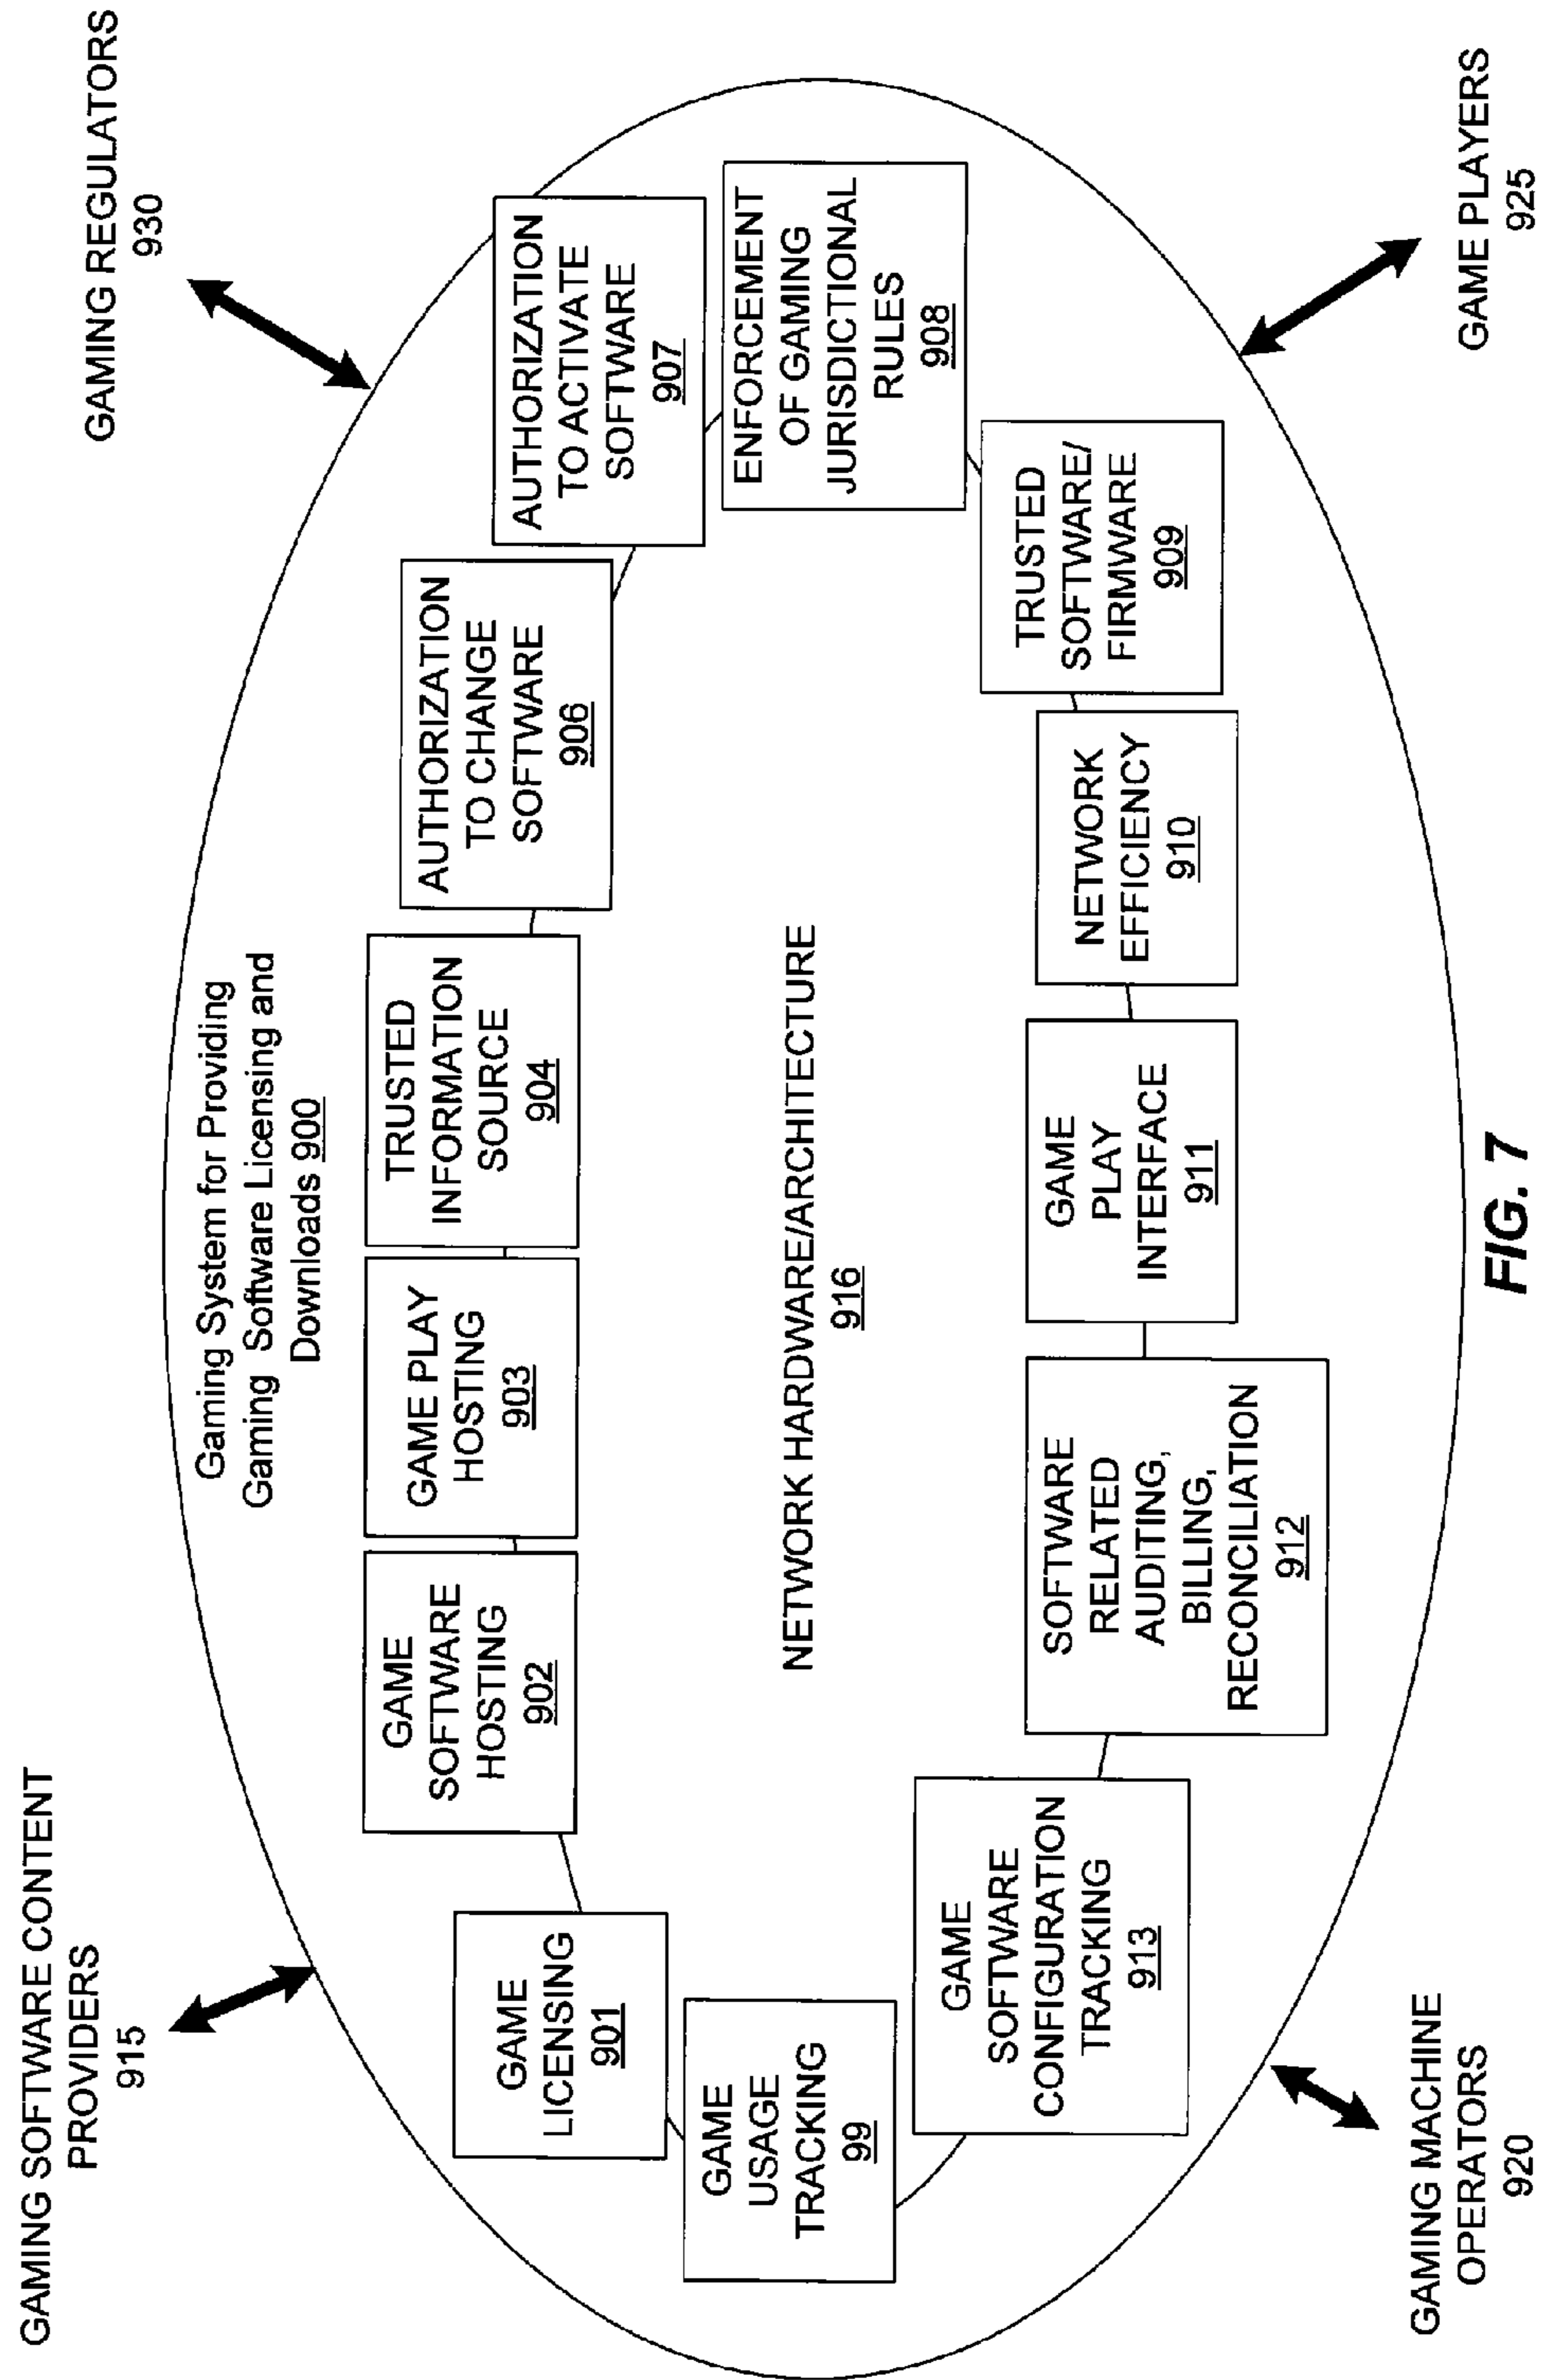 GAMING SOFTWARE CONTENT
PROVIDERS
915
GAMING REGULATORS
930
Gaming System for Providing
Gaming Software Licensing and
Downloads 900
GAME
LICENSING
901
GAME
SOFTWARE
HOSTING
902
GAME PLAY
HOSTING
903
TRUSTED
INFORMATION
SOURCE
904
AUTHORIZATION
TO CHANGE
SOFTWARE
906
AUTHORIZATION
TO ACTIVATE
SOFTWARE
907
ENFORCEMENT
OF GAMING
JURISDICTIONAL
RULES
908
GAME
USAGE
TRACKING
99
NETWORK HARDWARE/ARCHITECTURE
916
GAME
SOFTWARE
CONFIGURATION
TRACKING
913
SOFTWARE
RELATED
AUDITING,
BILLING,
RECONCILIATION
912
GAME
PLAY
INTERFACE
911
NETWORK
EFFICIENCY
910
TRUSTED
SOFTWARE/
FIRMWARE
909
GAMING MACHINE
OPERATORS
920
GAME PLAYERS
925
FIG. 7